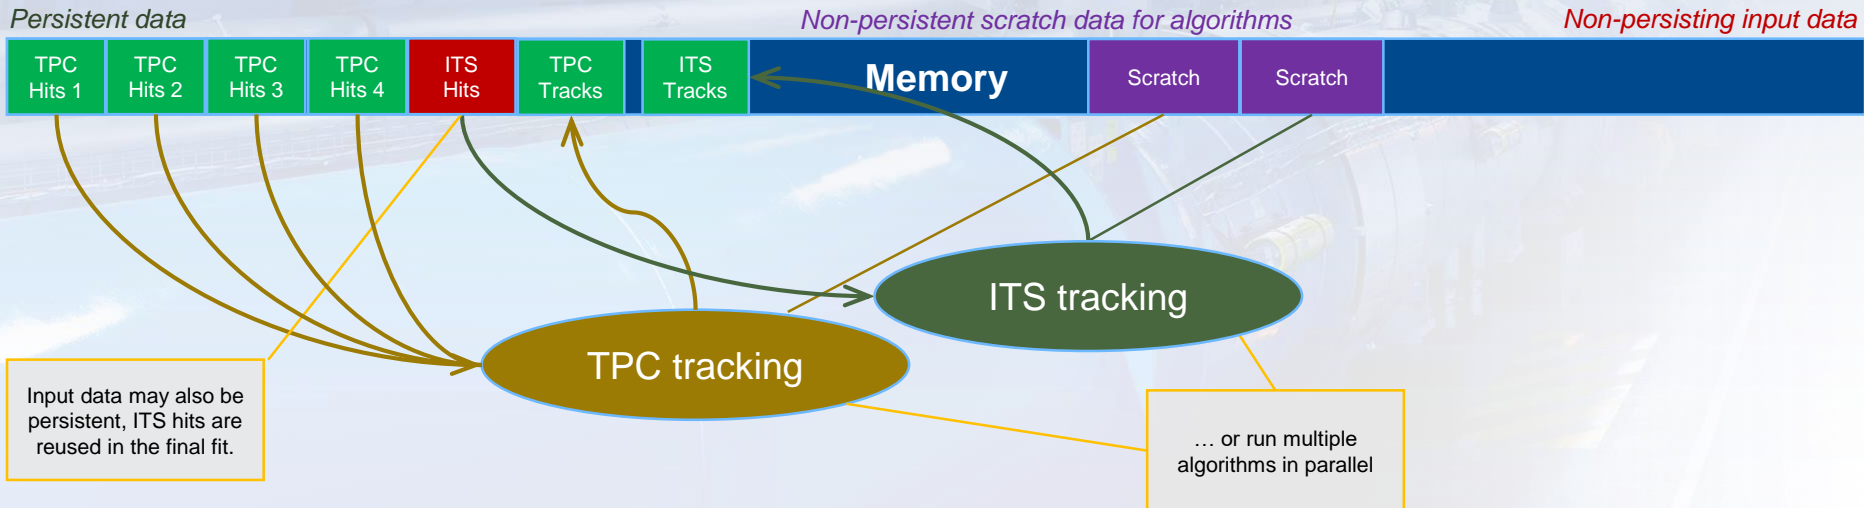 Persistent data
Non-persistent scratch data for algorithms
Non-persisting input data
TPC
Hits 1
TPC
Hits 2
TPC
Hits 3
TPC
Hits 4
ITS
Hits
TPC
Tracks
ITS
Tracks
Memory
Scratch
Scratch
ITS tracking
TPC tracking
Input data may also be
persistent, ITS hits are
reused in the final fit.
… or run multiple
algorithms in parallel